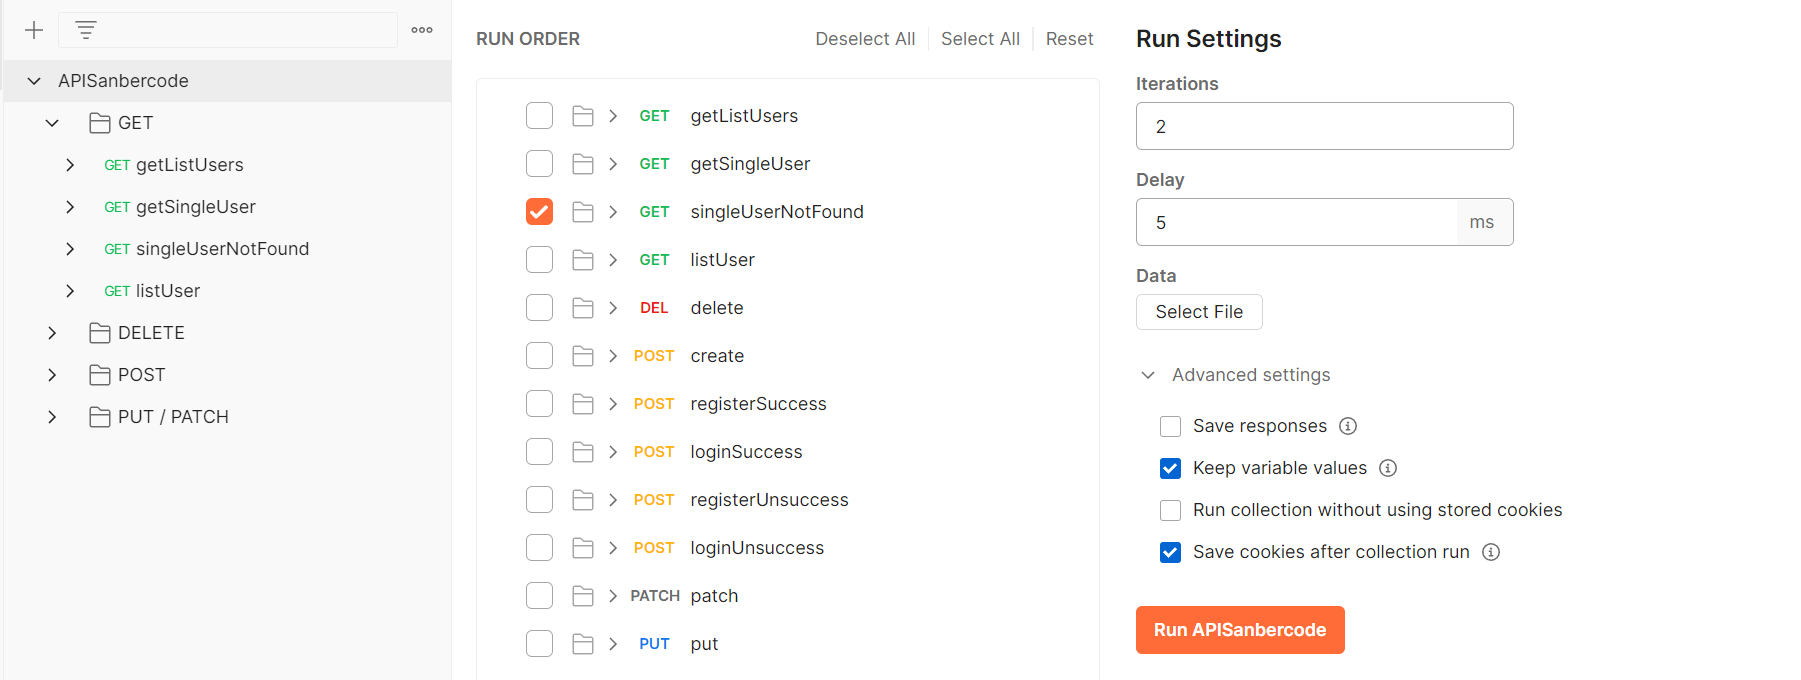 APISanbercode
GET
GET getListUsers
GET getSingleUser
GET singleUserNotFound
GET listUser
DELETE
POST
PUT / PATCH
RUN ORDER
Deselect All
Select All
Reset
GET getListUsers
GET getSingleUser
GET singleUserNotFound
GET listUser
DEL delete
POST create
POST registerSuccess
POST loginSuccess
POST registerUnsuccess
POST loginUnsuccess
PATCH patch
PUT put
Run Settings
Iterations
2
Delay
5 ms
Data
Select File
Advanced settings
Save responses
Keep variable values
Run collection without using stored cookies
Save cookies after collection run
Run APISanbercode